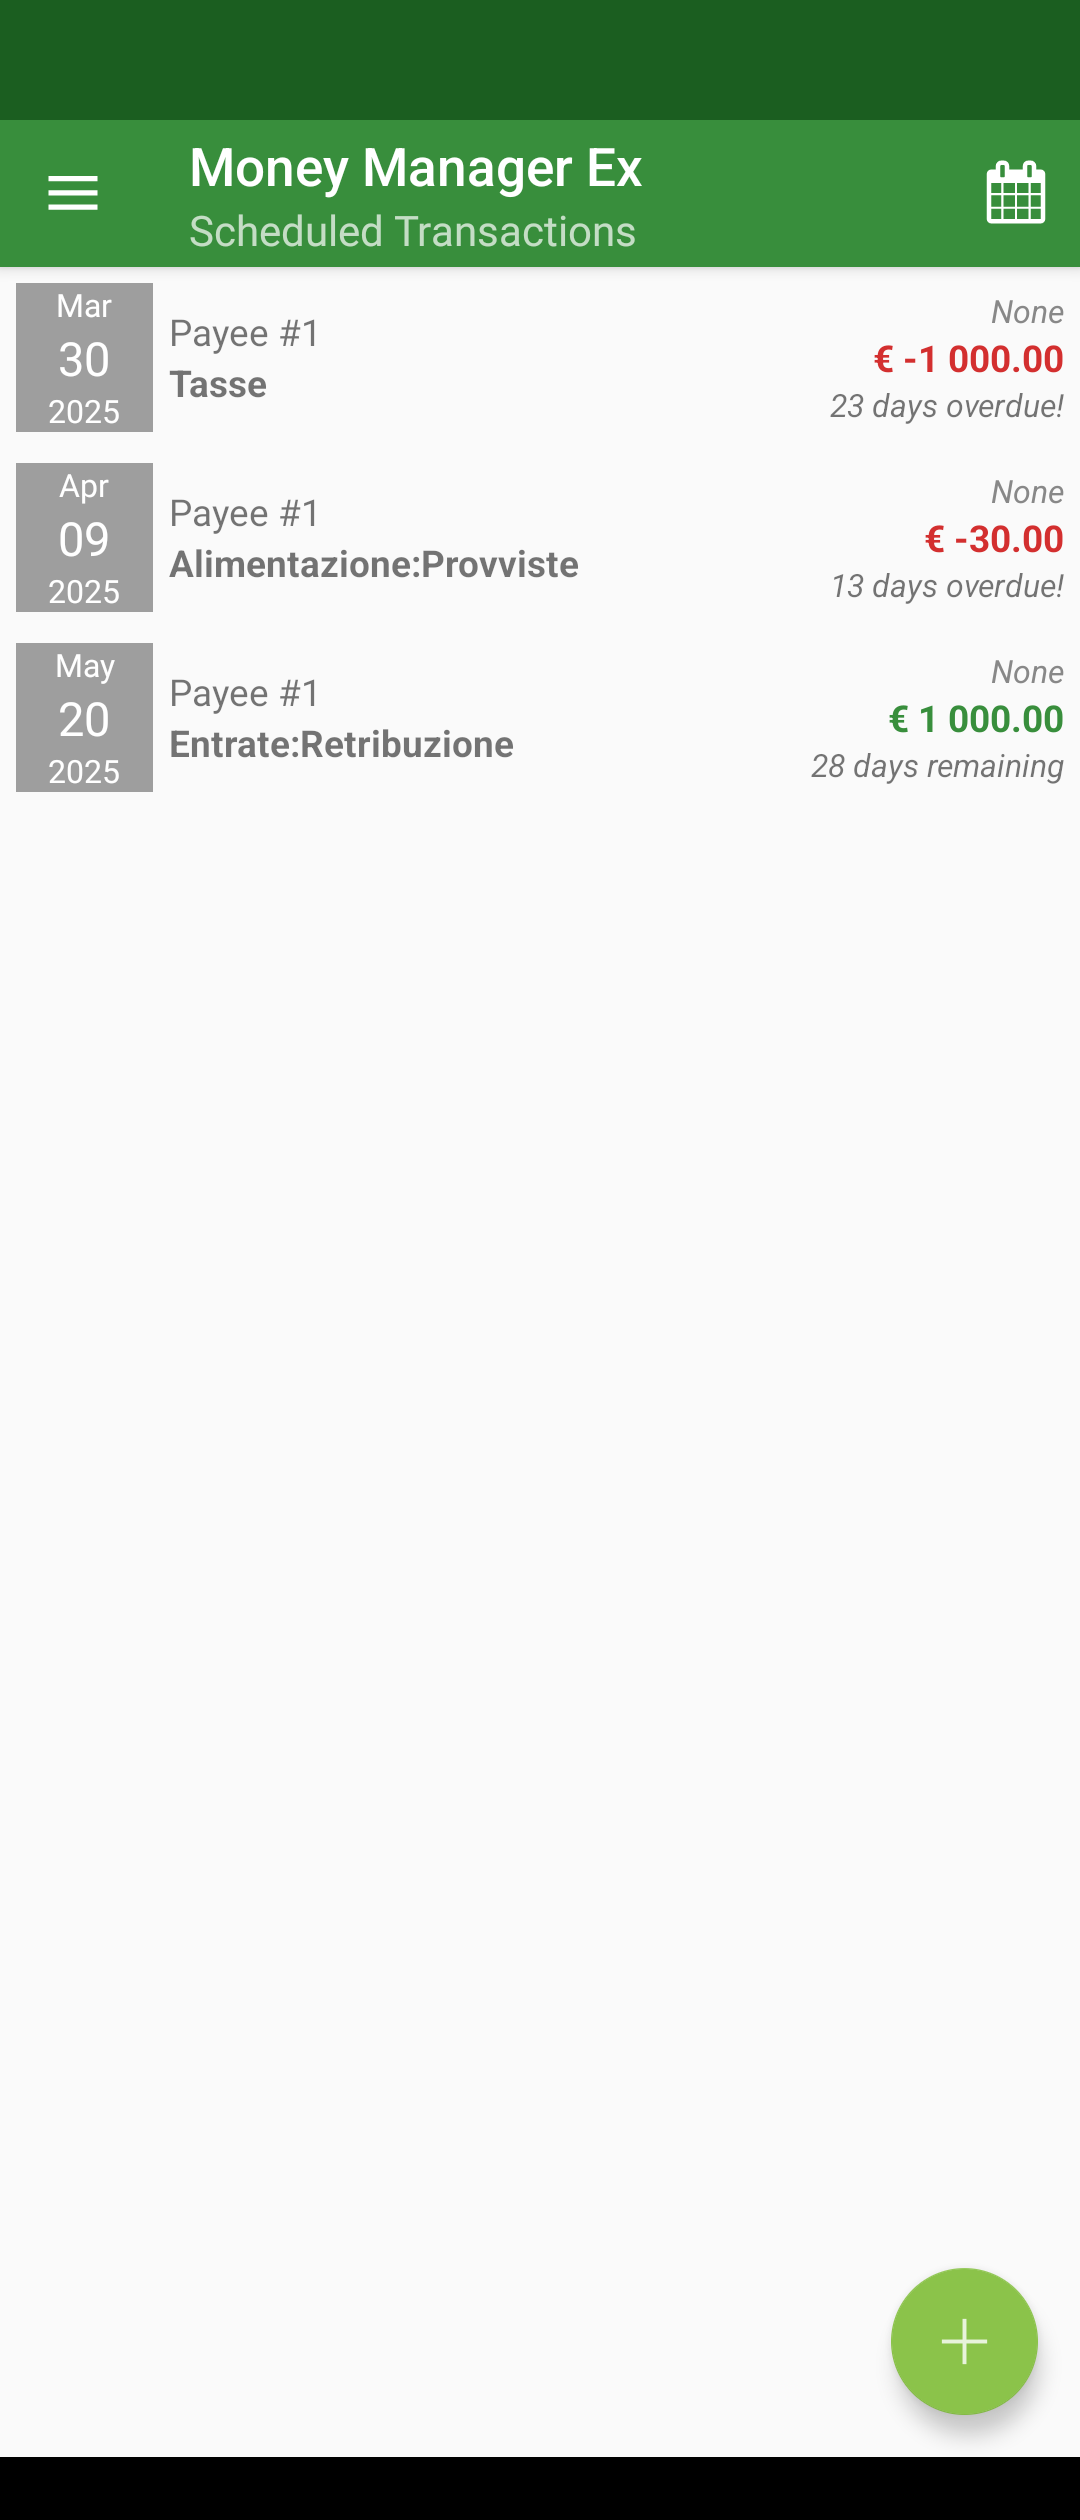 Money Manager Ex
Scheduled Transactions
Mar
30
2025
Payee #1
Tasse
None
€ -1 000.00
23 days overdue!
Apr
09
2025
Payee #1
Alimentazione:Provviste
None
€ -30.00
13 days overdue!
May
20
2025
Payee #1
Entrate:Retribuzione
None
€ 1 000.00
28 days remaining